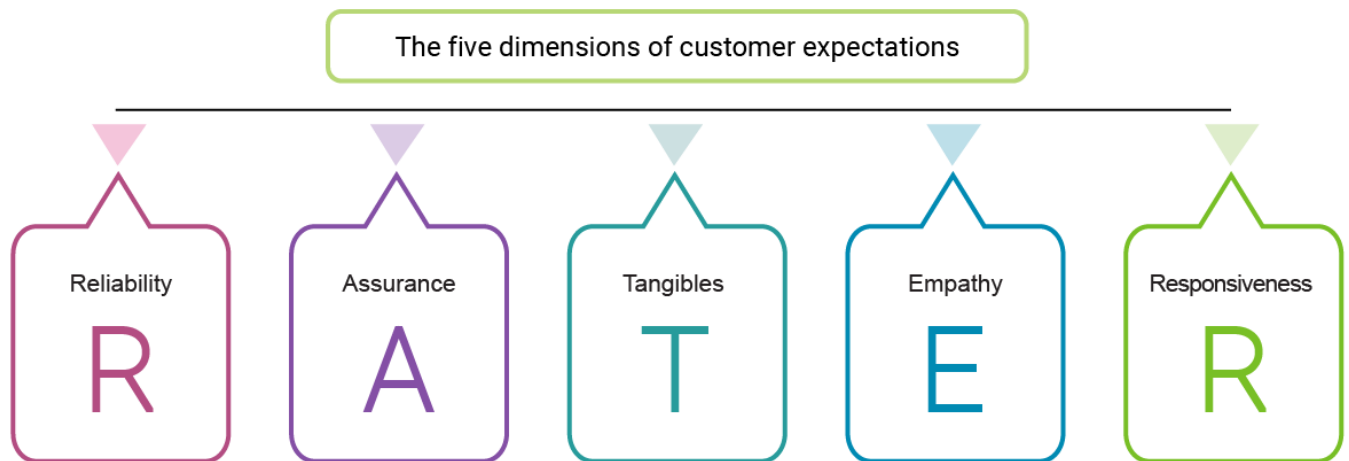 The five dimensions of customer expectations
Reliability
R
Assurance
A
Tangibles
T
Empathy
E
Responsiveness
R